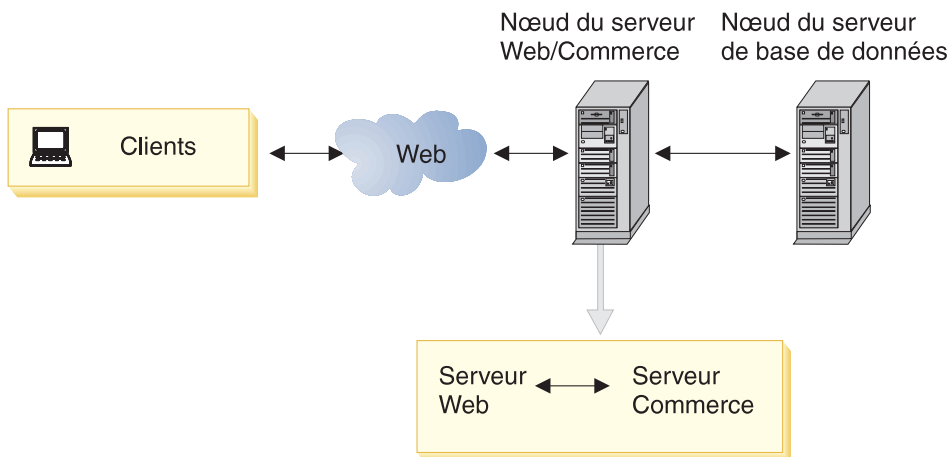 Nœud du serveur
Web/Commerce
Nœud du serveur
de base de données
Clients
Web
Serveur
Web
Serveur
Commerce